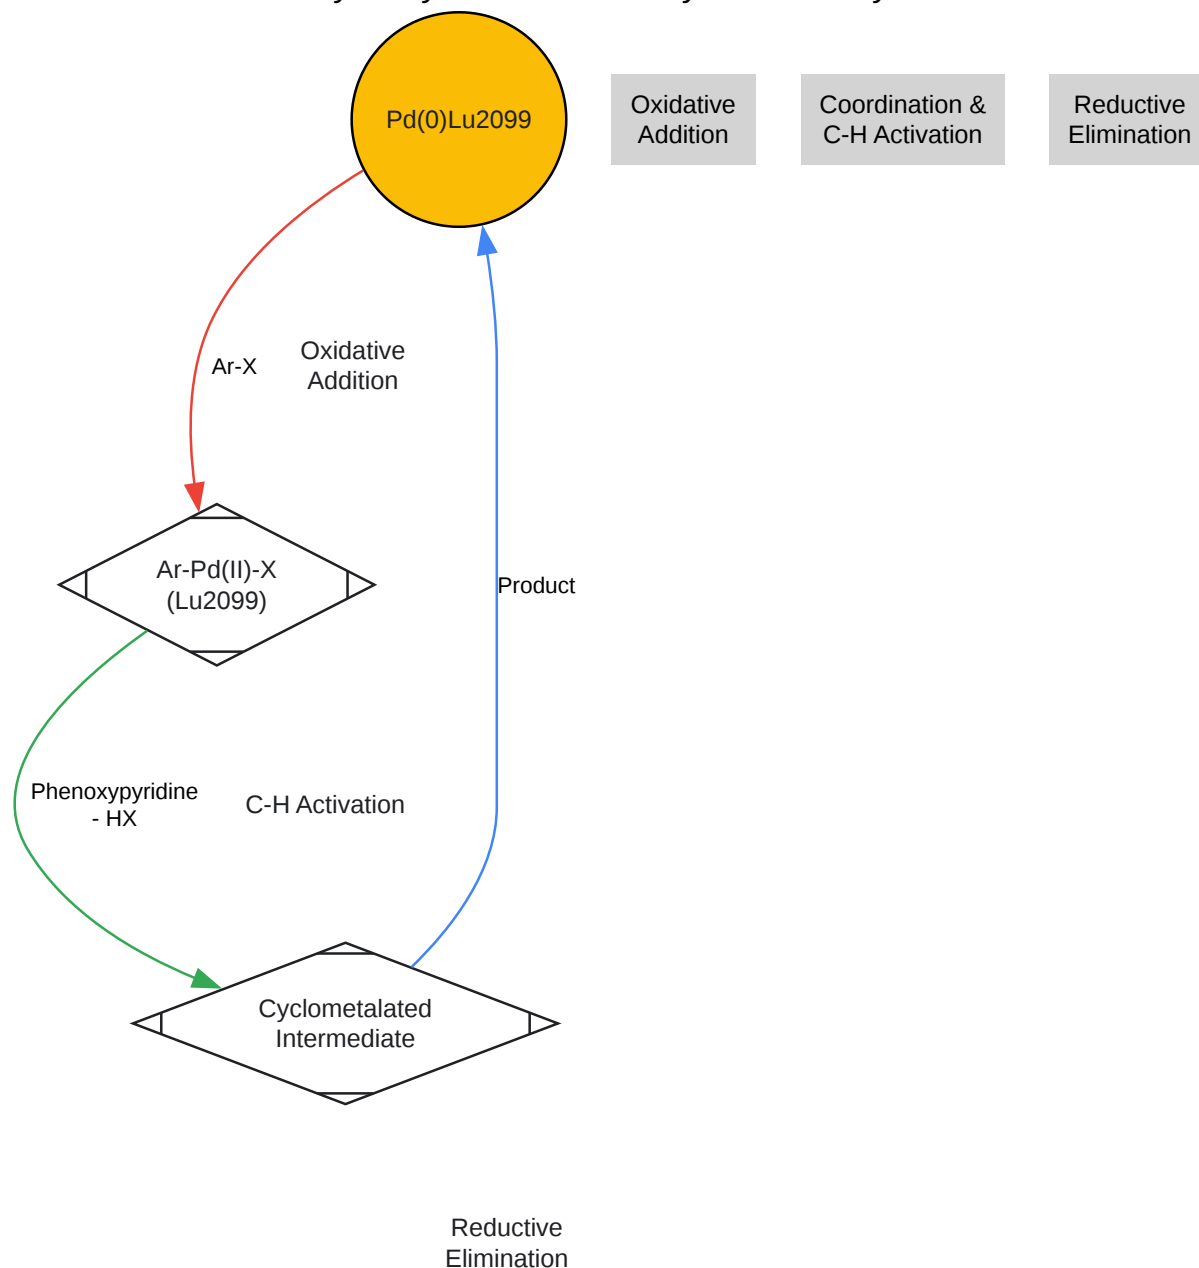 Pd(0)Lu2099
Oxidative
Addition
Coordination &
C-H Activation
Reductive
Elimination
Ar-X
Oxidative
Addition
Ar-Pd(II)-X
(Lu2099)
Product
Phenoxypyridine
- HX
C-H Activation
Cyclometalated
Intermediate
Reductive
Elimination